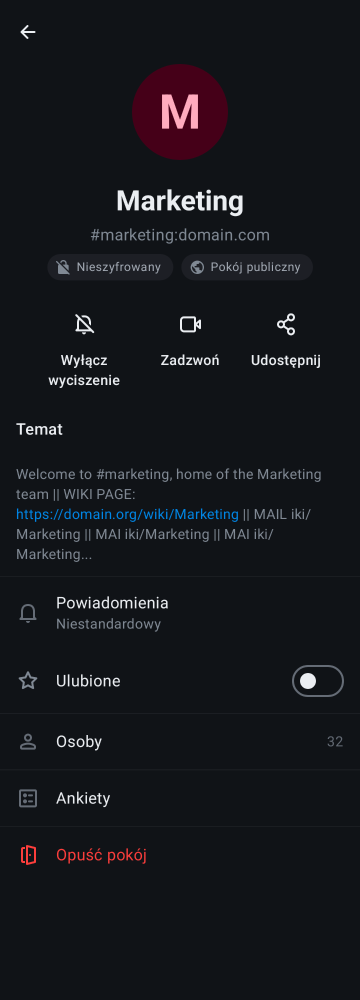 M
Marketing
#marketing:domain.com
Nieszyfrowany
Pokój publiczny
Wyłącz
wyciszenie
Zadzwoń
Udostępnij
Temat
Welcome to #marketing, home of the Marketing
team || WIKI PAGE:
https://domain.org/wiki/Marketing || MAIL iki/
Marketing || MAI iki/Marketing || MAI iki/
Marketing...
Powiadomienia
Niestandardowy
Ulubione
Osoby 32
Ankiety
Opuść pokój